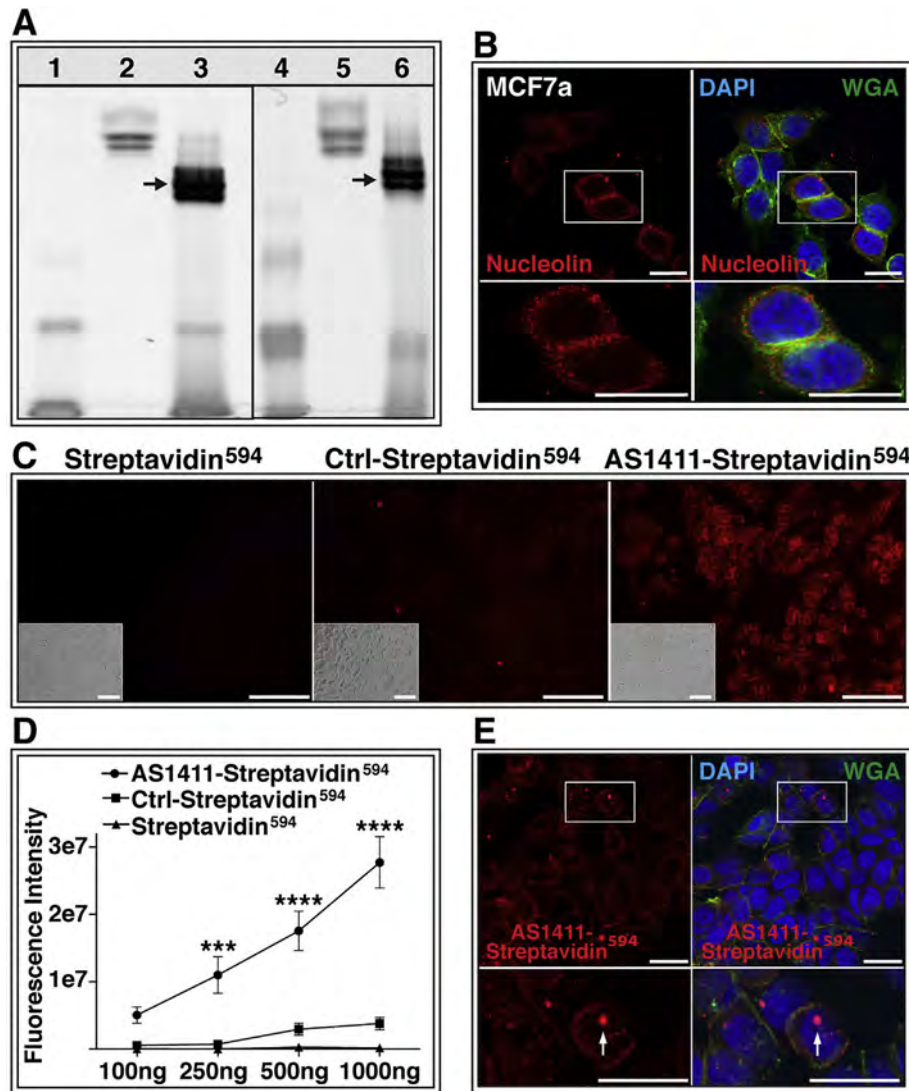 A
1 2 3 4 5 6
B
MCF7a
DAPI WGA
Nucleolin
Nucleolin
C
Streptavidin⁵⁹⁴ Ctrl-Streptavidin⁵⁹⁴ AS1411-Streptavidin⁵⁹⁴
D
AS1411-Streptavidin⁵⁹⁴
Ctrl-Streptavidin⁵⁹⁴
Streptavidin⁵⁹⁴
Fluorescence Intensity
3e7
2e7
1e7
***
****
****
100ng 250ng 500ng 1000ng
E
DAPI WGA
AS1411-
Streptavidin⁵⁹⁴
AS1411-
Streptavidin⁵⁹⁴